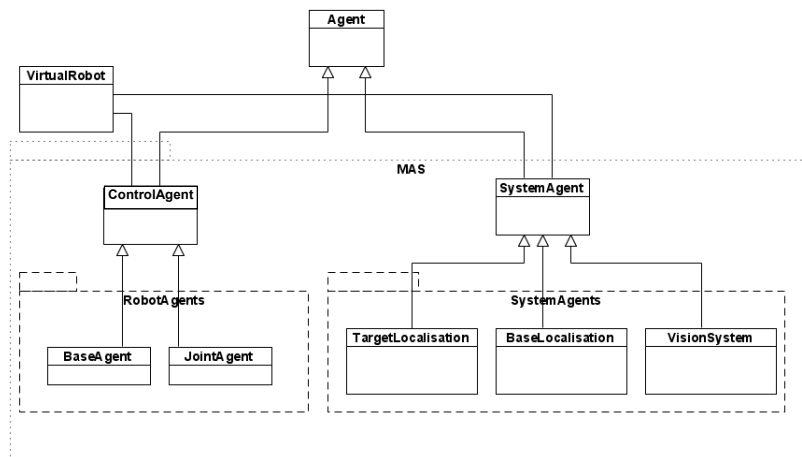 Agent
VirtualRobot
MAS
ControlAgent
SystemAgent
RobotAgents
SystemAgents
TargetLocalisation
BaseLocalisation
VisionSystem
BaseAgent
JointAgent